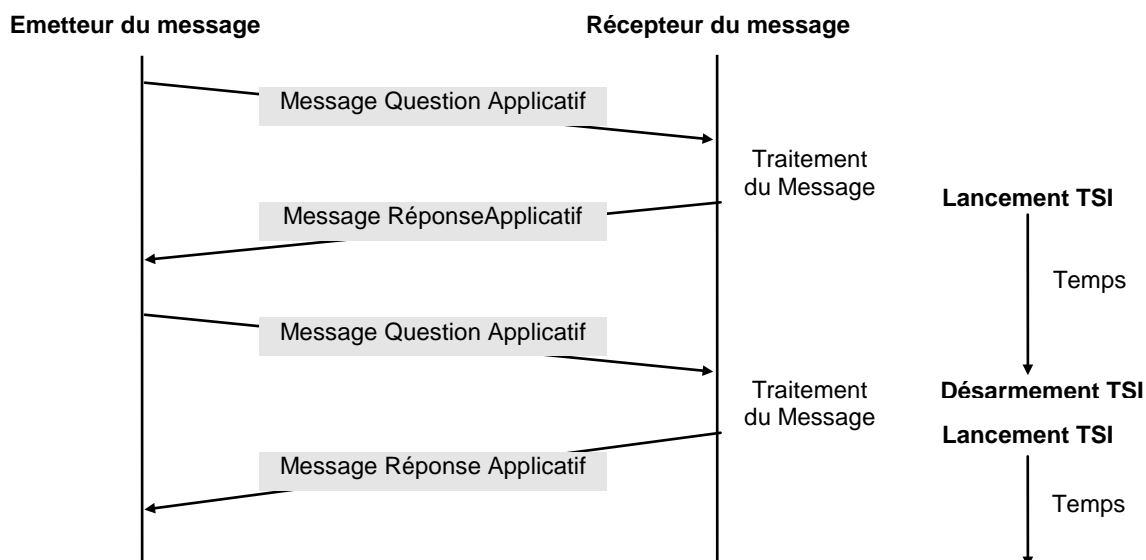 Emetteur du message
Récepteur du message
Message Question Applicatif
Traitement
du Message
Lancement TSI
Message RéponseApplicatif
Temps
Message Question Applicatif
Traitement
du Message
Désarmement TSI
Lancement TSI
Message Réponse Applicatif
Temps